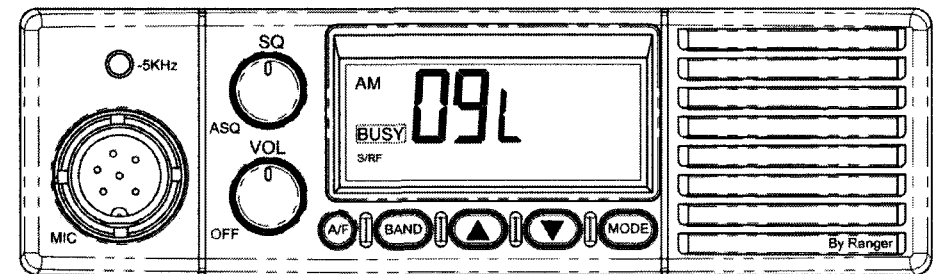 -5KHz
MIC
SQ
ASQ
VOL
OFF
AM
BUSY
S/RF
09L
A/F
BAND
MODE
By Ranger